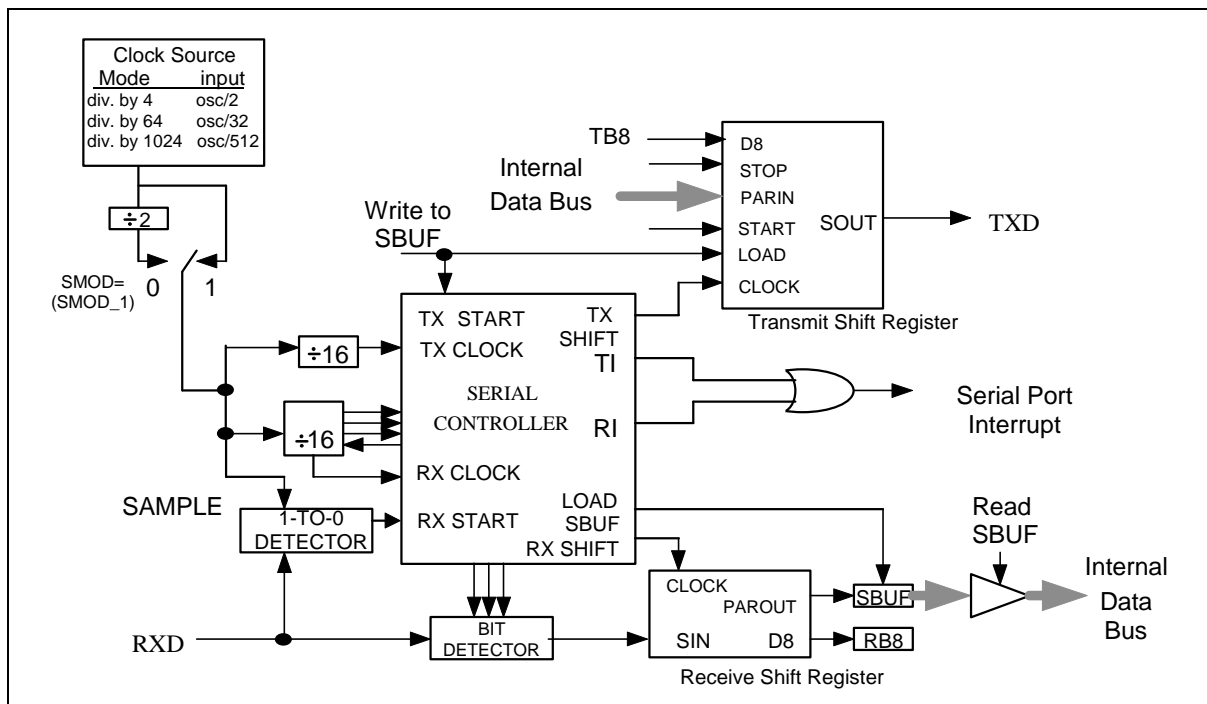 Clock Source
Mode input
div. by 4 osc/2
div. by 64 osc/32
div. by 1024 osc/512
÷2
SMOD=
(SMOD_1)
0
1
TB8
Internal
Data Bus
Write to
SBUF
D8
STOP
PARIN
START
LOAD
CLOCK
SOUT
TXD
Transmit Shift Register
÷16
÷16
TX START
TX CLOCK
SERIAL
CONTROLLER
RX CLOCK
RX START
TX
SHIFT
TI
RI
LOAD
SBUF
RX SHIFT
Serial Port
Interrupt
SAMPLE
1-TO-0
DETECTOR
RXD
BIT
DETECTOR
CLOCK
PAROUT
SIN
D8
Receive Shift Register
SBUF
RB8
Read
SBUF
Internal
Data
Bus